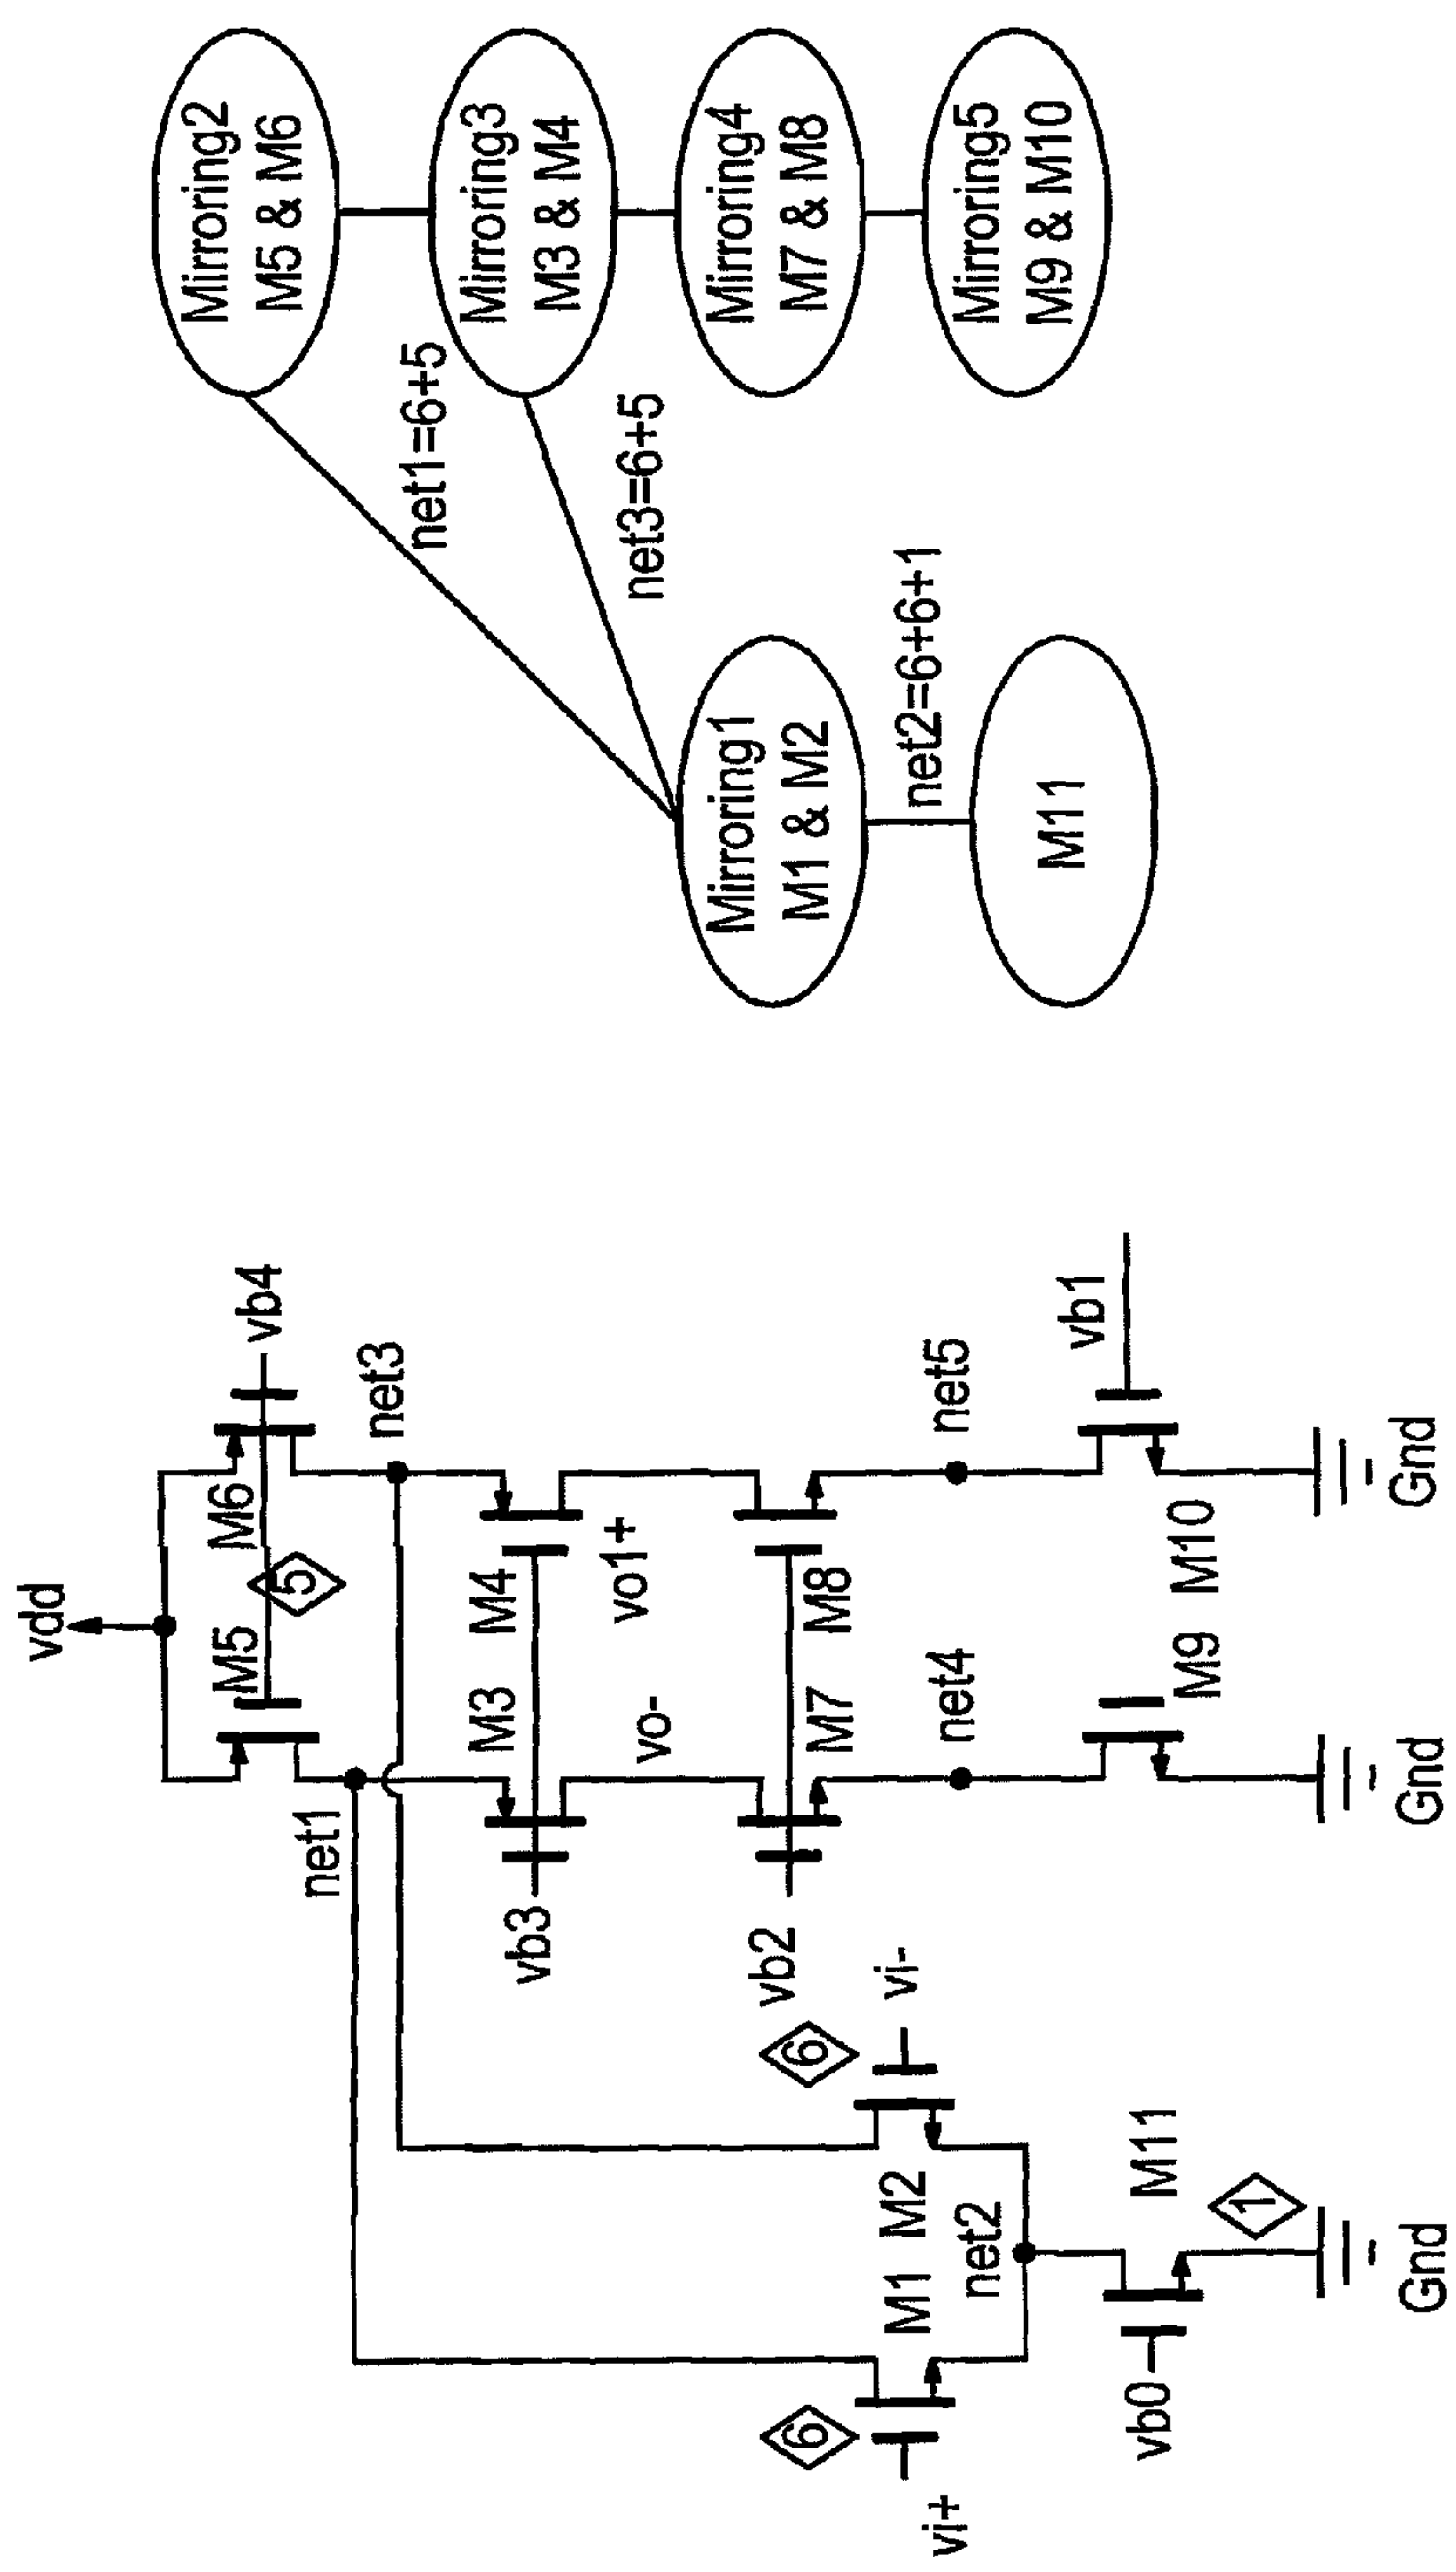 vdd
M5
M6
vb4
5
net1
net3
M3
M4
vb3
vo-
vo1+
vb2
M7
M8
net4
net5
vi+
6
M1
M2
6
vi-
net2
vb0
M11
1
M9
M10
vb1
Gnd
Gnd
Gnd
Mirroring2
M5 & M6
net1=6+5
Mirroring3
M3 & M4
net3=6+5
Mirroring1
M1 & M2
Mirroring4
M7 & M8
net2=6+6+1
M11
Mirroring5
M9 & M10